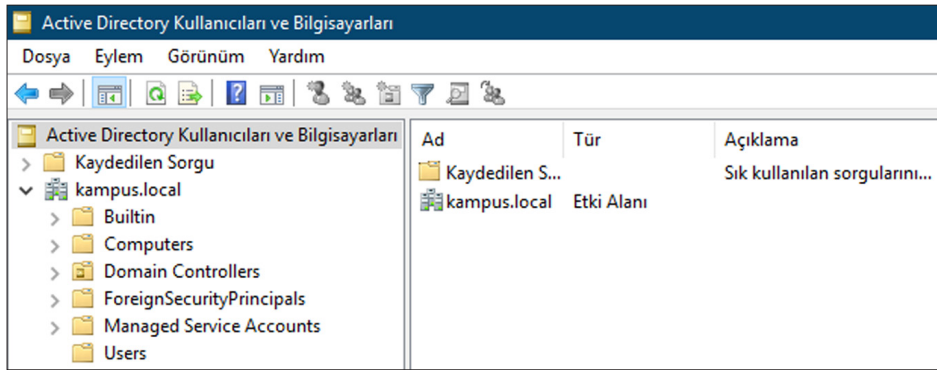 Active Directory Kullanıcıları ve Bilgisayarları
Dosya Eylem Görünüm Yardım
Active Directory Kullanıcıları ve Bilgisayarları
Kaydedilen Sorgu
kampus.local
Builtin
Computers
Domain Controllers
ForeignSecurityPrincipals
Managed Service Accounts
Users
Ad Tür Açıklama
Kaydedilen S... Sık kullanılan sorgularını...
kampus.local Etki Alanı